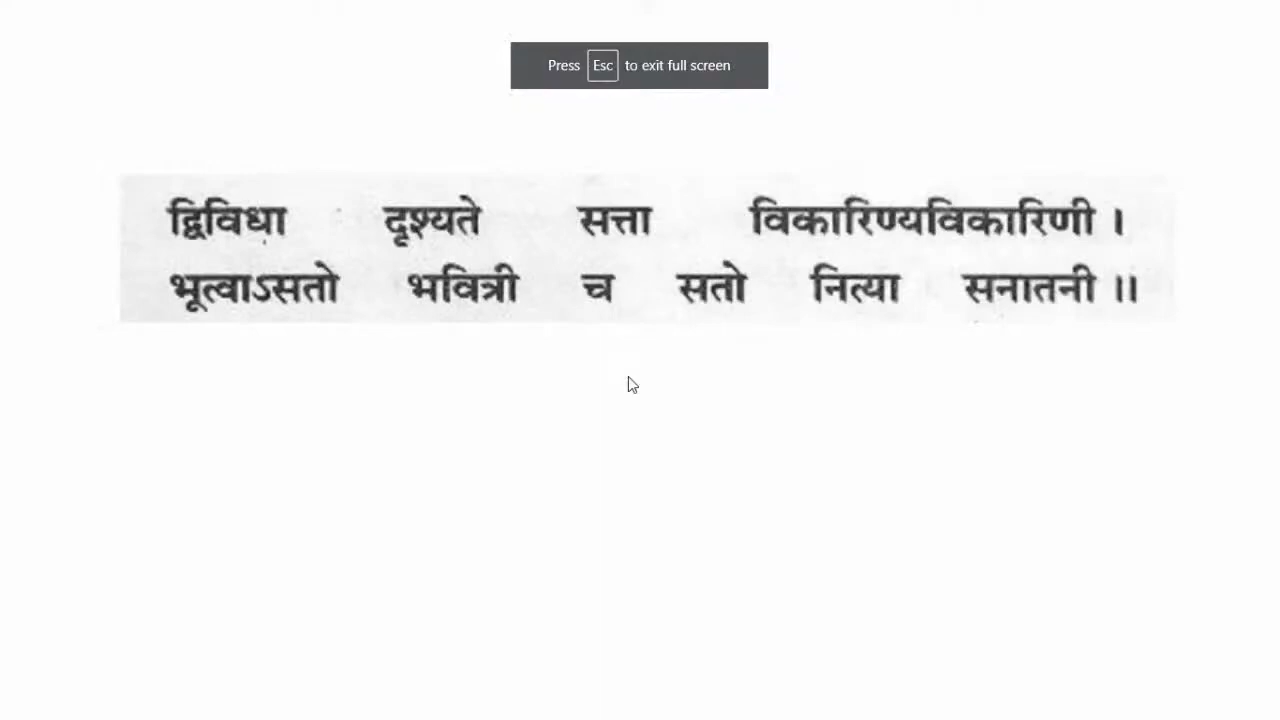 Press Esc to exit full screen
द्विविधा दृश्यते सत्ता विकारिण्यविकारिणी ।
भूत्वाऽसतो भवित्री च सतो नित्या सनातनी ।।